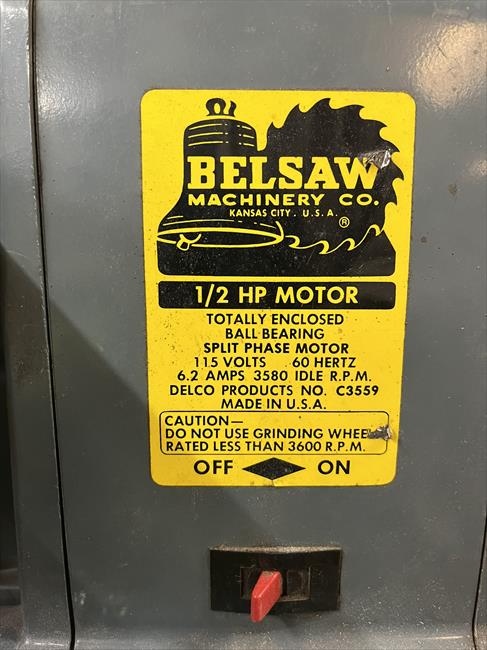 BELSAW
MACHINERY CO.
KANSAS CITY. U.S.A.
®
1/2 HP MOTOR
TOTALLY ENCLOSED
BALL BEARING
SPLIT PHASE MOTOR
115 VOLTS 60 HERTZ
6.2 AMPS 3580 IDLE R.P.M.
DELCO PRODUCTS NO. C3559
MADE IN U.S.A.
CAUTION—
DO NOT USE GRINDING WHEEL
RATED LESS THAN 3600 R.P.M.
OFF ON